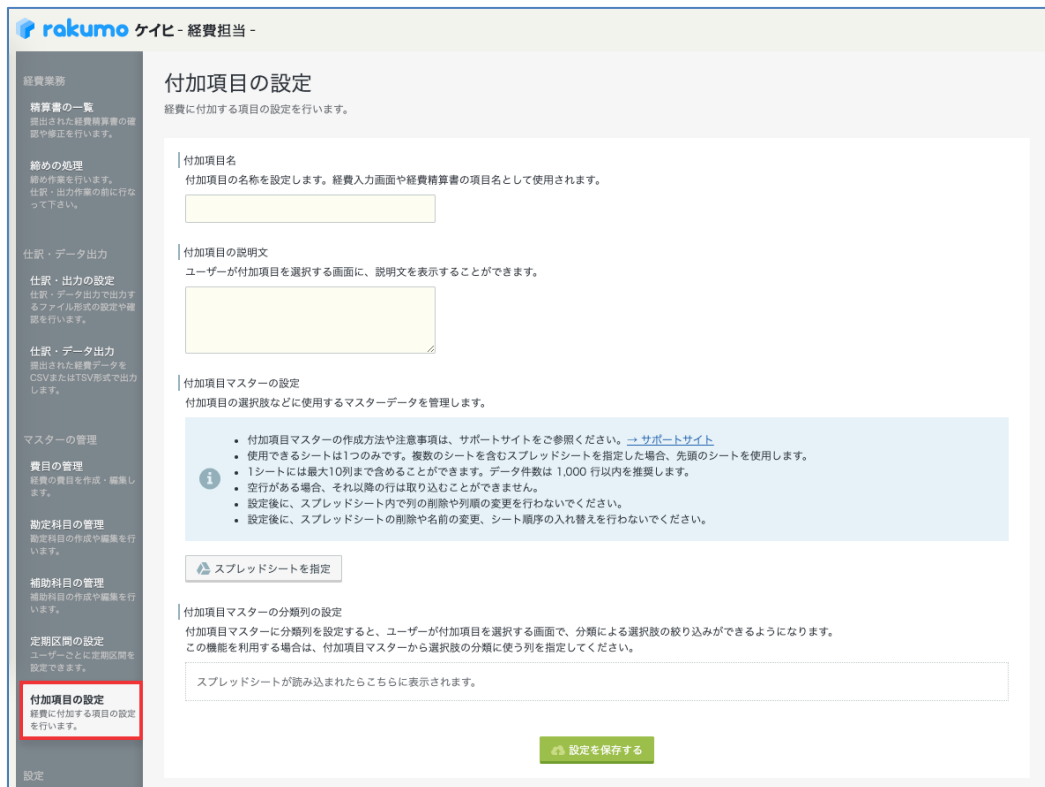 rakumo ケイヒ - 経費担当 -
経費業務
精算書の一覧
提出された経費精算書の確
認や修正を行います。
締めの処理
締め作業を行います。
仕訳・出力作業の前に行な
って下さい。
仕訳・データ出力
仕訳・出力の設定
仕訳・データ出力で出力す
るファイル形式の設定や確
認を行います。
仕訳・データ出力
提出された経費データを
CSVまたはTSV形式で出力
します。
マスターの管理
費目の管理
経費の費目を作成・編集し
ます。
勘定科目の管理
勘定科目の作成や編集を行
います。
補助科目の管理
補助科目の作成や編集を行
います。
定期区間の設定
ユーザーごとに定期区間を
設定できます。
付加項目の設定
経費に付加する項目の設定
を行います。
設定
付加項目の設定
経費に付加する項目の設定を行います。
付加項目名
付加項目の名称を設定します。経費入力画面や経費精算書の項目名として使用されます。
付加項目の説明文
ユーザーが付加項目を選択する画面に、説明文を表示することができます。
付加項目マスターの設定
付加項目の選択肢などに使用するマスターデータを管理します。
• 付加項目マスターの作成方法や注意事項は、サポートサイトをご参照ください。→ サポートサイト
• 使用できるシートは1つのみです。複数のシートを含むスプレッドシートを指定した場合、先頭のシートを使用します。
• 1シートには最大10列まで含めることができます。データ件数は 1,000 行以内を推奨します。
• 空行がある場合、それ以降の行は取り込むことができません。
• 設定後に、スプレッドシート内で列の削除や列順の変更を行わないでください。
• 設定後に、スプレッドシートの削除や名前の変更、シート順序の入れ替えを行わないでください。
スプレッドシートを指定
付加項目マスターの分類列の設定
付加項目マスターに分類列を設定すると、ユーザーが付加項目を選択する画面で、分類による選択肢の絞り込みができるようになります。
この機能を利用する場合は、付加項目マスターから選択肢の分類に使う列を指定してください。
スプレッドシートが読み込まれたらこちらに表示されます。
設定を保存する